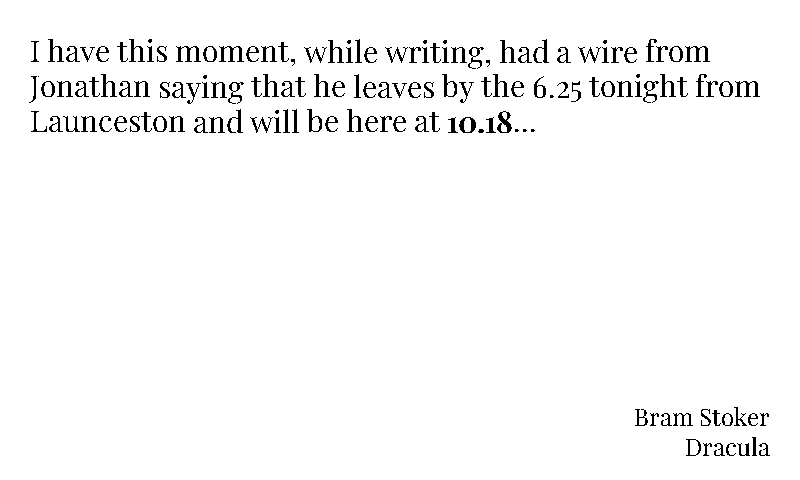 I have this moment, while writing, had a wire from
Jonathan saying that he leaves by the 6.25 tonight from
Launceston and will be here at 10.18...
Bram Stoker
Dracula